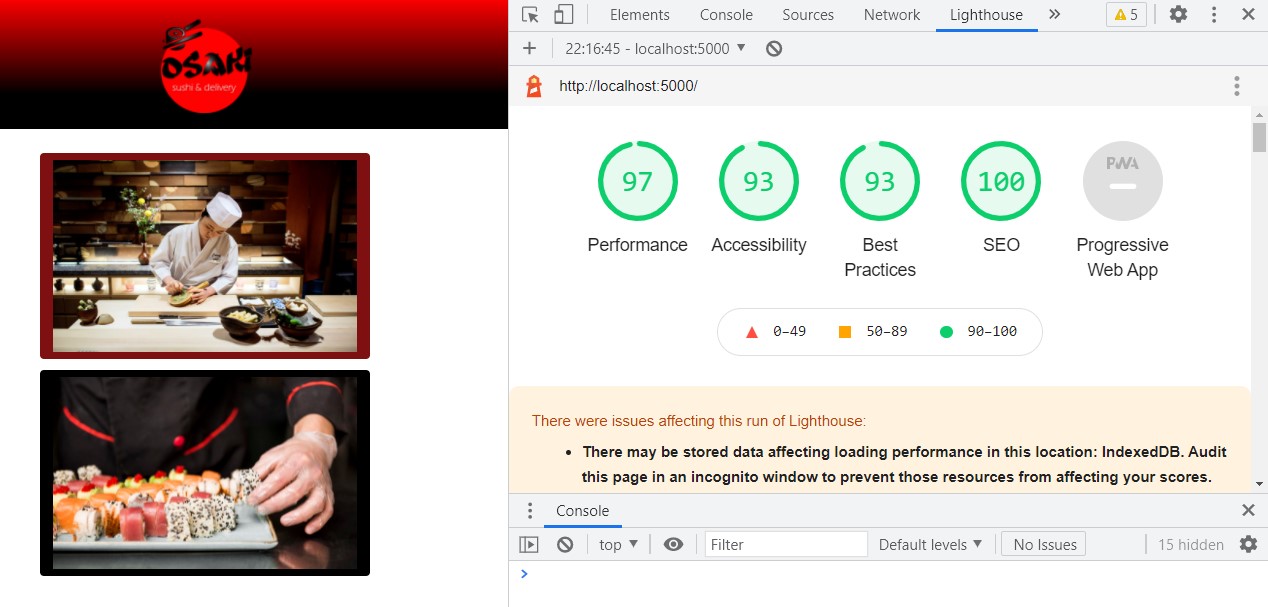 OSAKI
sushi & delivery
Elements Console Sources Network Lighthouse » 5
22:16:45 - localhost:5000
http://localhost:5000/
97 93 93 100 PWA
Performance Accessibility Best Practices SEO Progressive Web App
0–49 50–89 90–100
There were issues affecting this run of Lighthouse:
• There may be stored data affecting loading performance in this location: IndexedDB. Audit
this page in an incognito window to prevent those resources from affecting your scores.
Console
top Filter Default levels No Issues 15 hidden
>